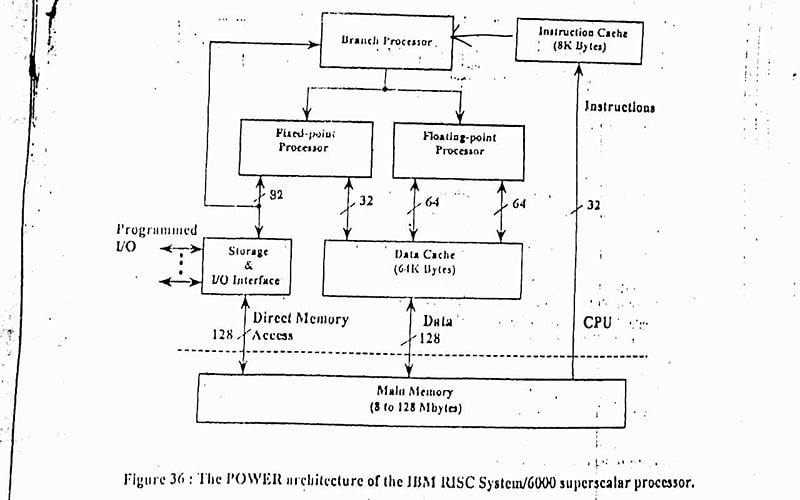 Branch Processor
Instruction Cache
(8K Bytes)
Instructions
Fixed-point
Processor
Floating-point
Processor
32
32
64
64
32
Programmed
I/O
Storage
&
I/O Interface
Data Cache
(64K Bytes)
Direct Memory
Access
128
Data
128
CPU
Main Memory
(8 to 128 Mbytes)
Figure 36 : The POWER architecture of the IBM RISC System/6000 superscalar processor.